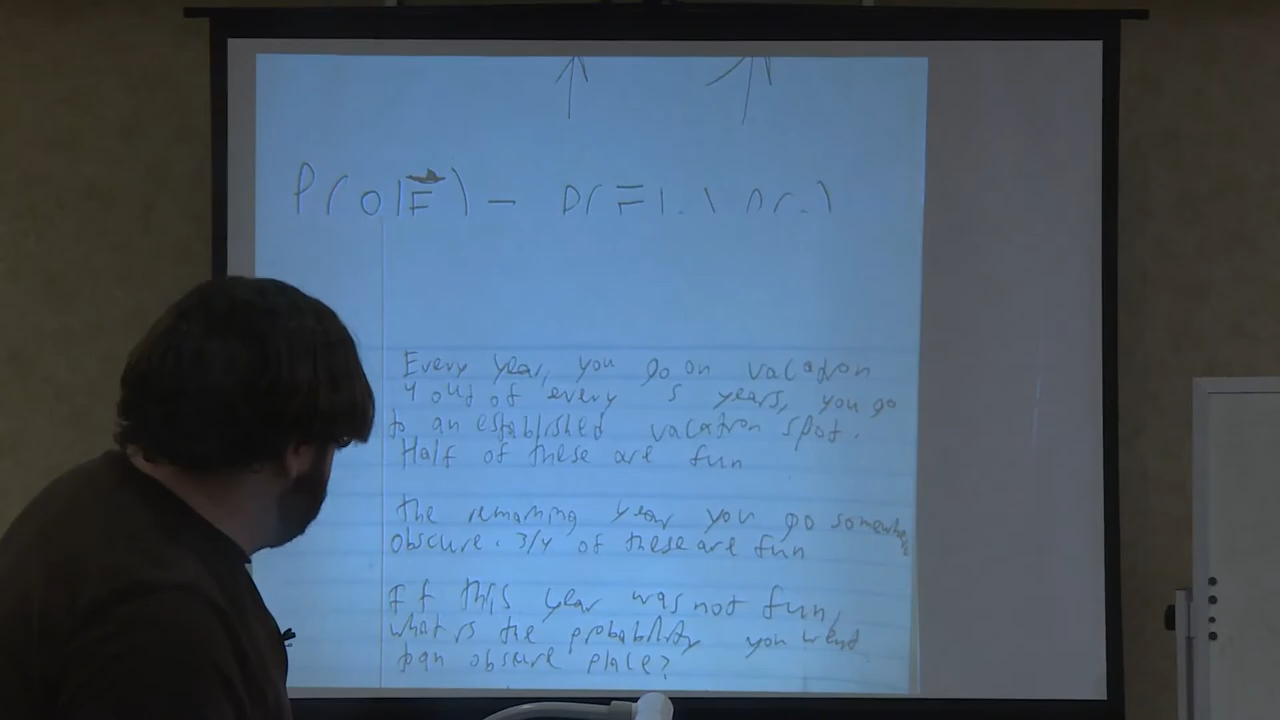 P(O|F̅) =
Every year, you go on vacation
4 out of every 5 years, you go
to an established vacation spot.
Half of these are fun
The remaining year you go somewhere
obscure. 3/4 of these are fun
If this year was not fun,
what is the probability you went
to an obscure place?